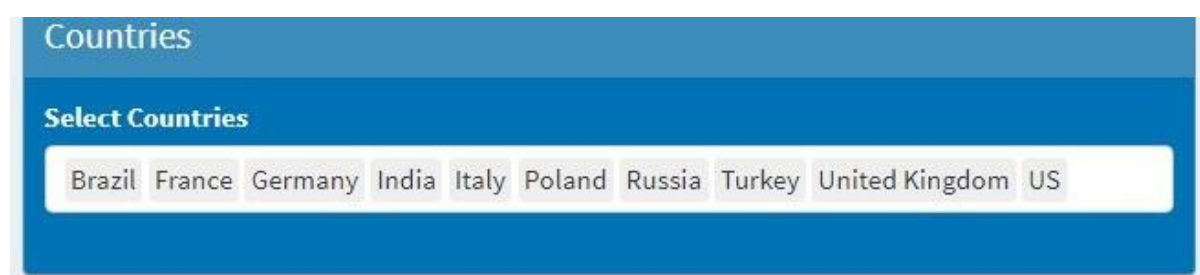 Countries
Select Countries
Brazil France Germany India Italy Poland Russia Turkey United Kingdom US